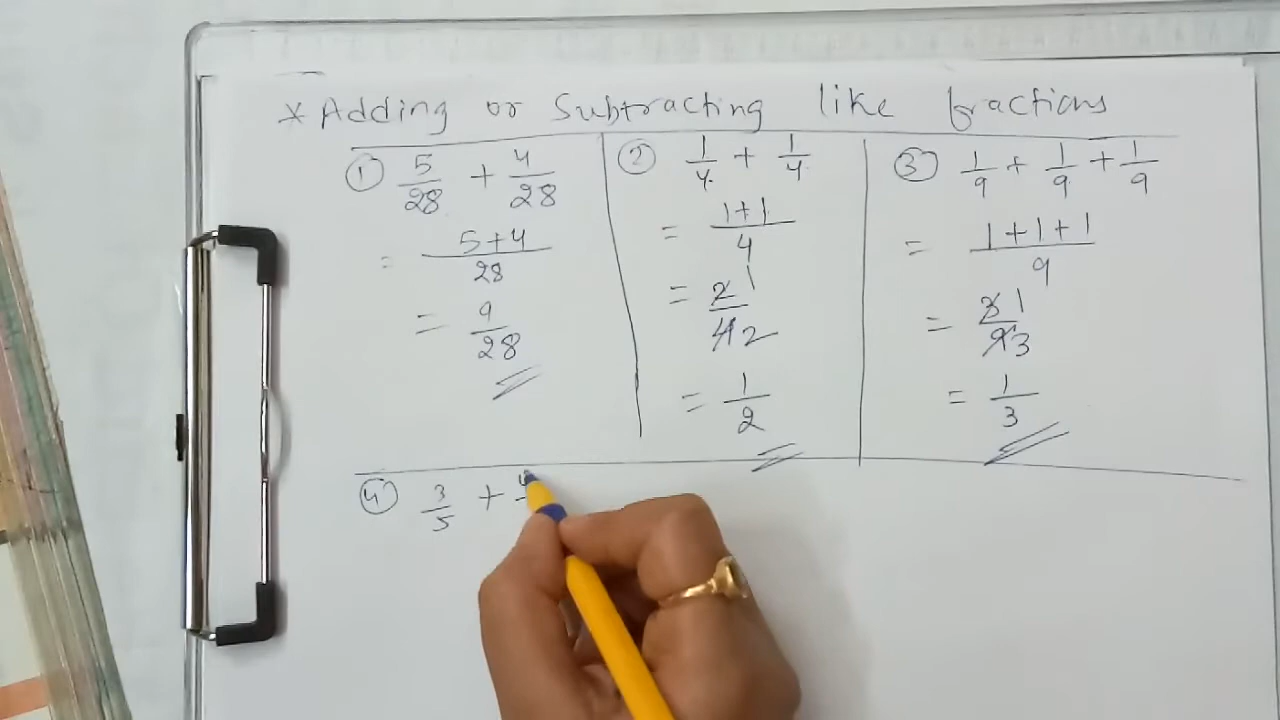 * Adding or Subtracting like fractions
① 5/28 + 4/28
= 5+4/28
= 9/28
② 1/4 + 1/4
= 1+1/4
= 2 1/4 2
= 1/2
③ 1/9 + 1/9 + 1/9
= 1+1+1/9
= 3 1/9 3
= 1/3
④ 3/5 + 4